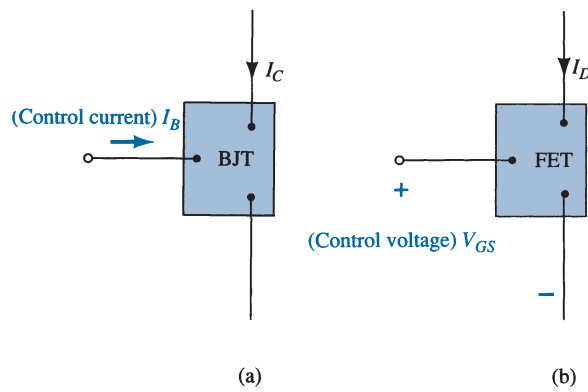 I_C
(Control current) I_B
BJT
(a)
I_D
FET
+
(Control voltage) V_GS
−
(b)